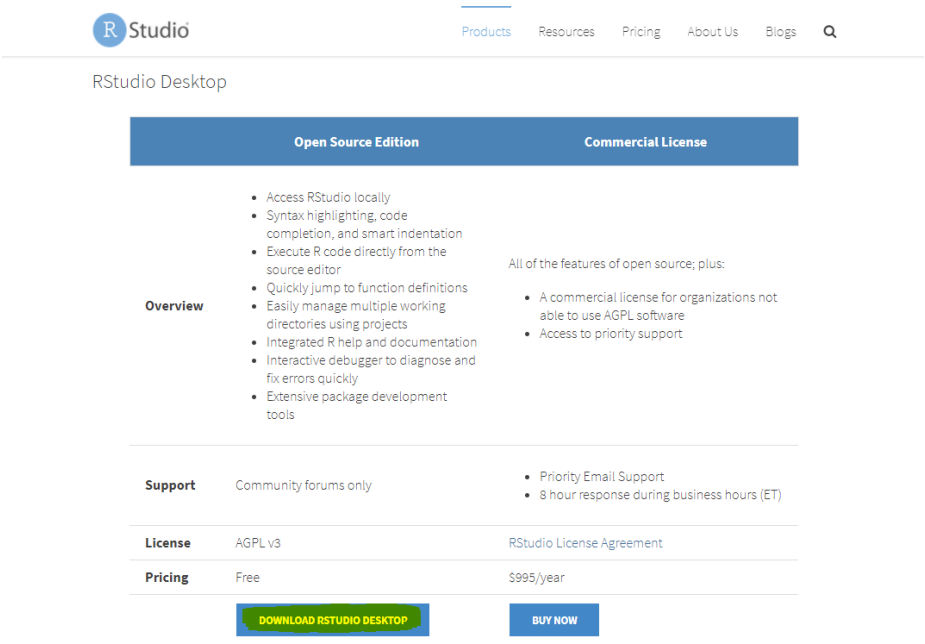 R Studio
Products Resources Pricing About Us Blogs
RStudio Desktop
Open Source Edition Commercial License
Overview
• Access RStudio locally
• Syntax highlighting, code
completion, and smart indentation
• Execute R code directly from the
source editor
• Quickly jump to function definitions
• Easily manage multiple working
directories using projects
• Integrated R help and documentation
• Interactive debugger to diagnose and
fix errors quickly
• Extensive package development
tools
All of the features of open source; plus:
• A commercial license for organizations not
able to use AGPL software
• Access to priority support
Support
Community forums only
• Priority Email Support
• 8 hour response during business hours (ET)
License AGPL v3 RStudio License Agreement
Pricing Free $995/year
DOWNLOAD RSTUDIO DESKTOP BUY NOW